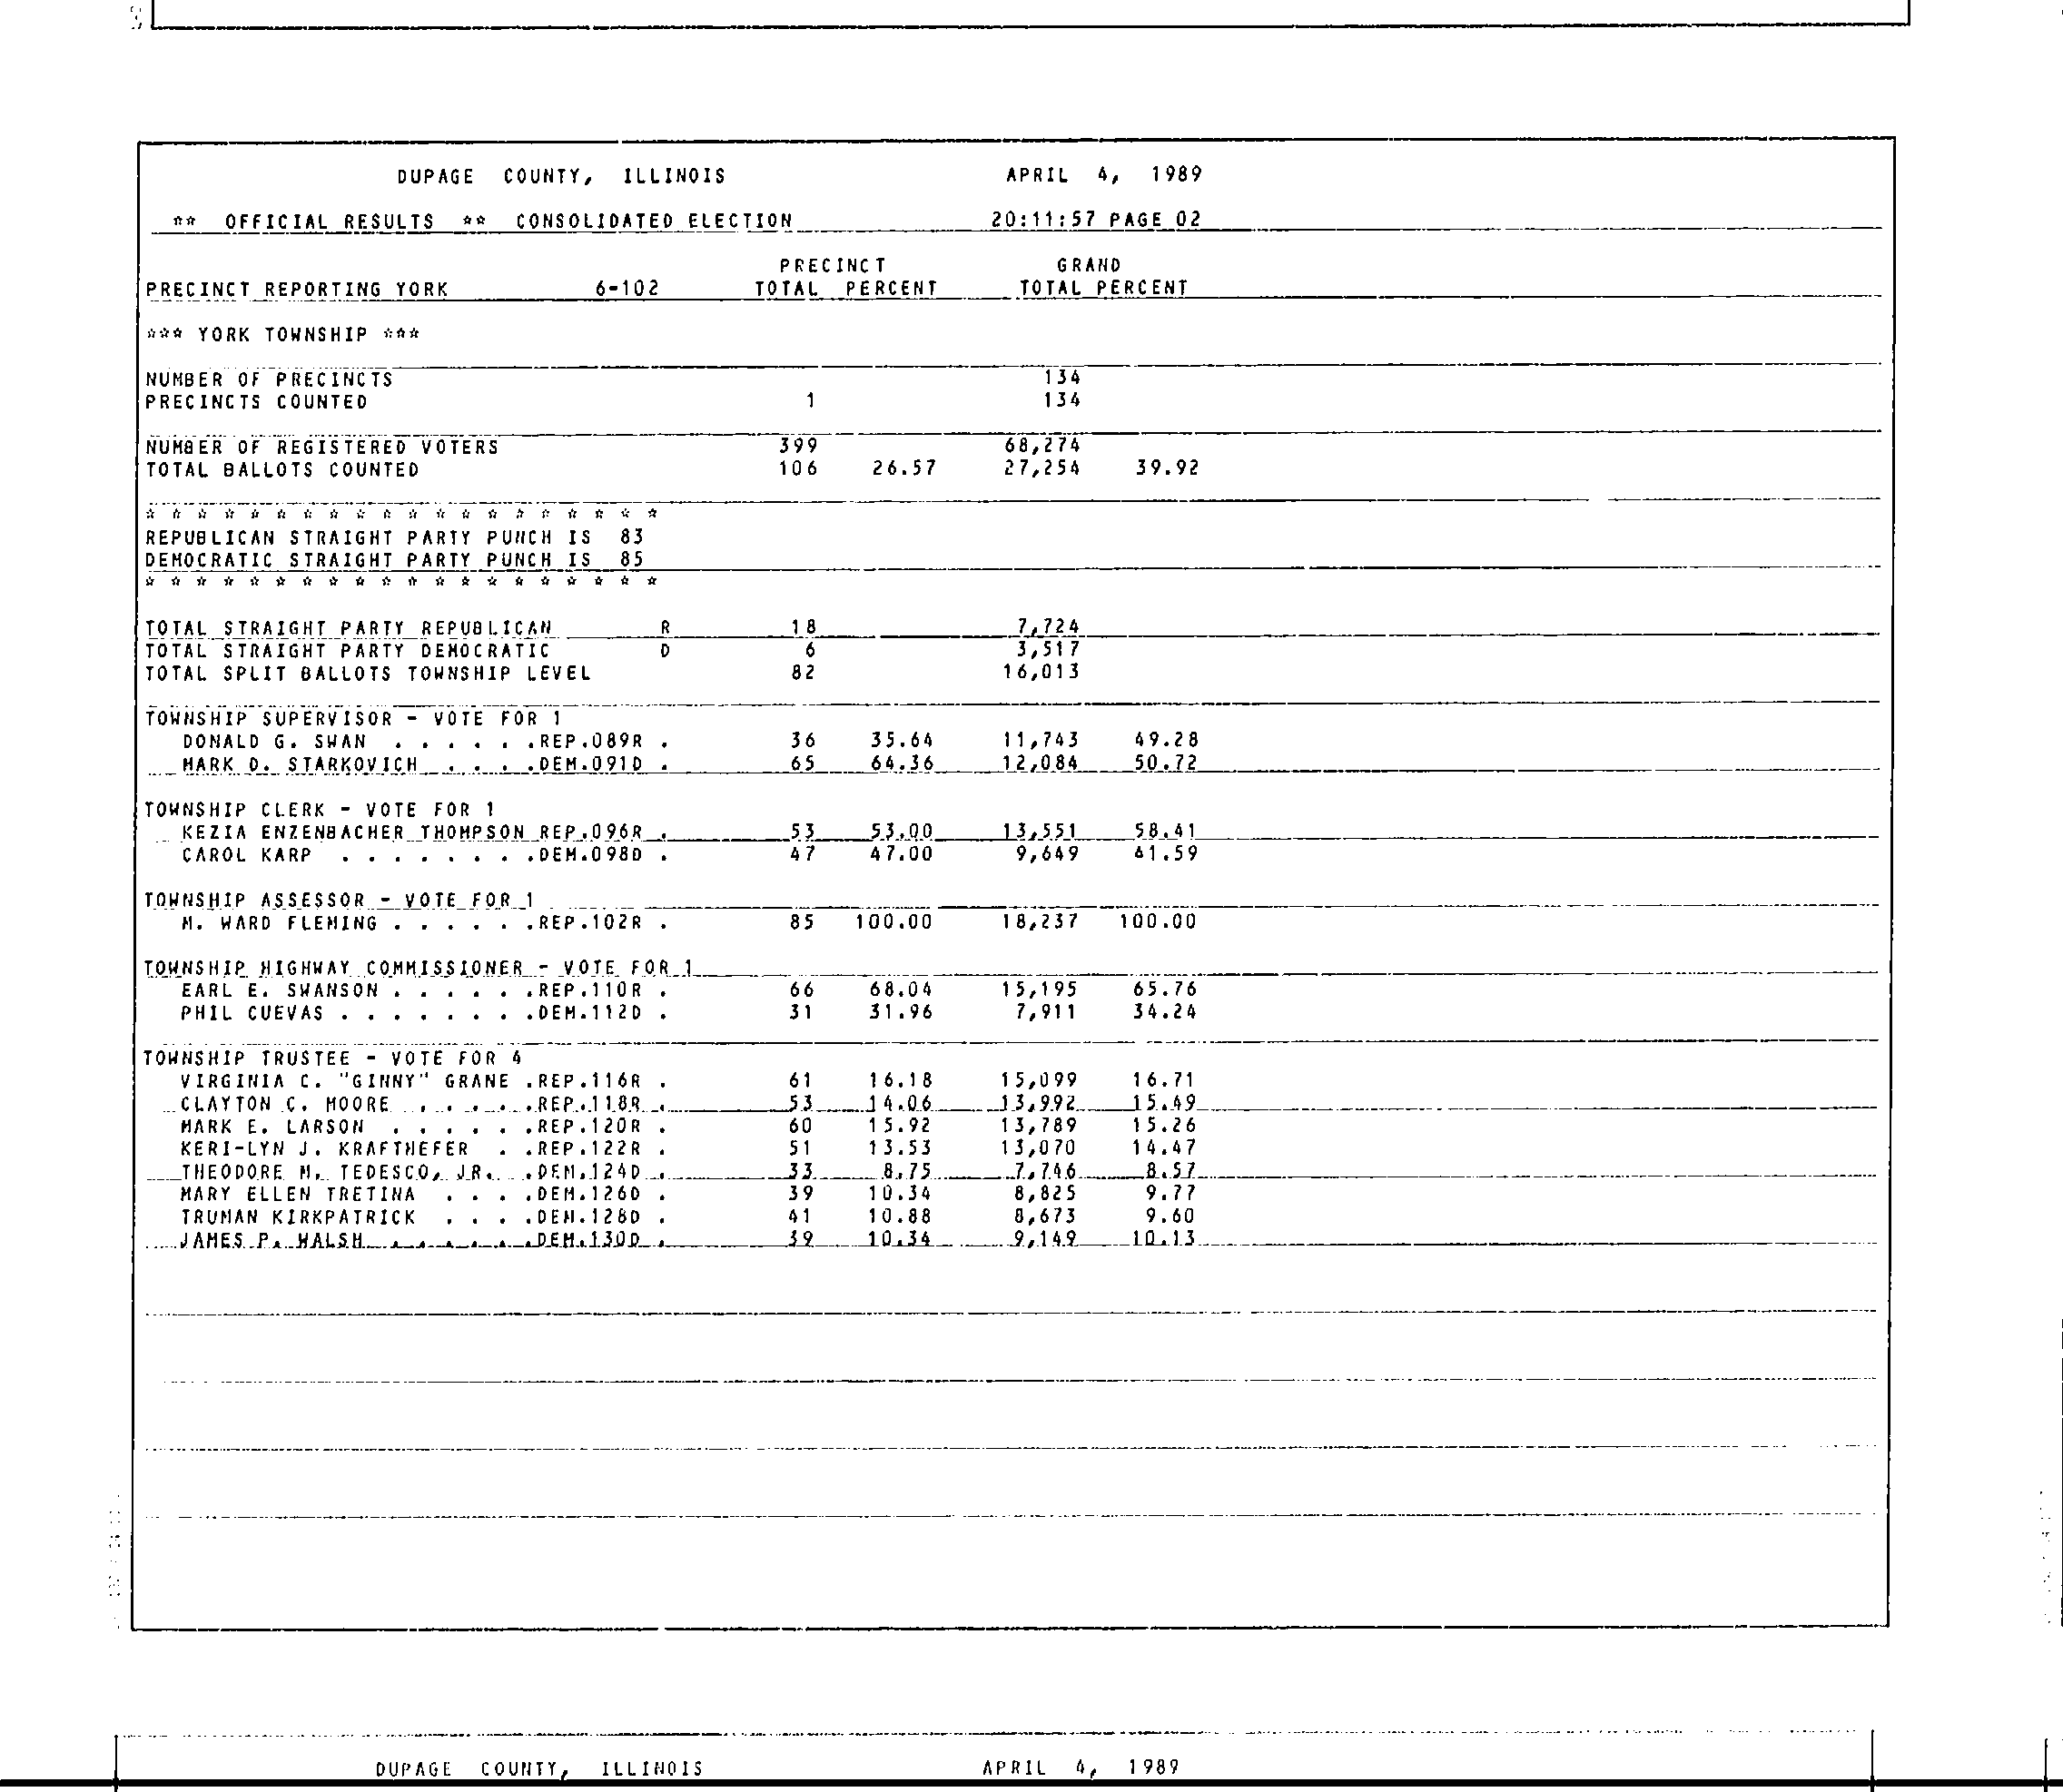 DUPAGE COUNTY, ILLINOIS APRIL 4, 1989
** OFFICIAL RESULTS ** CONSOLIDATED ELECTION 20:11:57 PAGE 02
PRECINCT GRAND
PRECINCT REPORTING YORK 6-102 TOTAL PERCENT TOTAL PERCENT
*** YORK TOWNSHIP ***
NUMBER OF PRECINCTS 134
PRECINCTS COUNTED 1 134
NUMBER OF REGISTERED VOTERS 399 68,274
TOTAL BALLOTS COUNTED 106 26.57 27,254 39.92
* * * * * * * * * * * * * * * * * * * *
REPUBLICAN STRAIGHT PARTY PUNCH IS 83
DEMOCRATIC STRAIGHT PARTY PUNCH IS 85
* * * * * * * * * * * * * * * * * * * *
TOTAL STRAIGHT PARTY REPUBLICAN R 18 7,724
TOTAL STRAIGHT PARTY DEMOCRATIC D 6 3,517
TOTAL SPLIT BALLOTS TOWNSHIP LEVEL 82 16,013
TOWNSHIP SUPERVISOR - VOTE FOR 1
DONALD G. SWAN . . . . . .REP.089R . 36 35.64 11,743 49.28
MARK D. STARKOVICH . . . .DEM.091D . 65 64.36 12,084 50.72
TOWNSHIP CLERK - VOTE FOR 1
KEZIA ENZENBACHER THOMPSON REP.096R . 53 53.00 13,551 58.41
CAROL KARP . . . . . . . .DEM.098D . 47 47.00 9,649 41.59
TOWNSHIP ASSESSOR - VOTE FOR 1
M. WARD FLEMING . . . . . .REP.102R . 85 100.00 18,237 100.00
TOWNSHIP HIGHWAY COMMISSIONER - VOTE FOR 1
EARL E. SWANSON . . . . . .REP.110R . 66 68.04 15,195 65.76
PHIL CUEVAS . . . . . . . .DEM.112D . 31 31.96 7,911 34.24
TOWNSHIP TRUSTEE - VOTE FOR 4
VIRGINIA C. "GINNY" GRANE .REP.116R . 61 16.18 15,099 16.71
CLAYTON C. MOORE . . . . .REP.118R . 53 14.06 13,992 15.49
MARK E. LARSON . . . . . .REP.120R . 60 15.92 13,789 15.26
KERI-LYN J. KRAFTHEFER . .REP.122R . 51 13.53 13,070 14.47
THEODORE M. TEDESCO, JR. .DEM.124D . 33 8.75 7,746 8.57
MARY ELLEN TRETINA . . . .DEM.126D . 39 10.34 8,825 9.77
TRUMAN KIRKPATRICK . . . .DEM.128D . 41 10.88 8,673 9.60
JAMES P. WALSH . . . . . .DEM.130D . 39 10.34 9,149 10.13
DUPAGE COUNTY, ILLINOIS APRIL 4, 1989